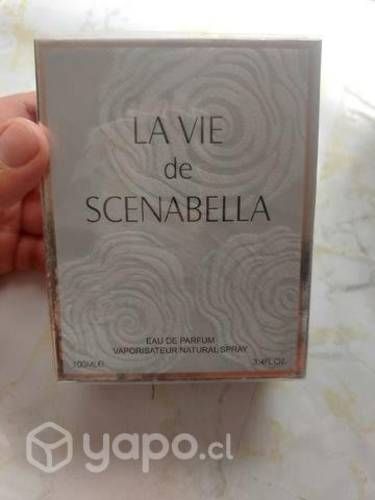 LA VIE
de
SCENABELLA
EAU DE PARFUM
VAPORISATEUR NATURAL SPRAY
100ML℮ 3.4FL.OZ.
yapo.cl